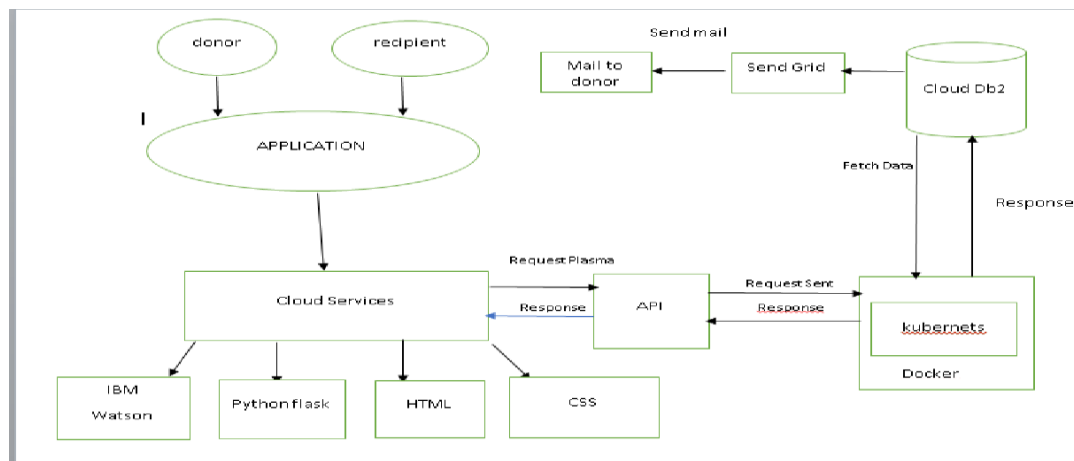 donor
recipient
Send mail
Mail to
donor
Send Grid
Cloud Db2
I
APPLICATION
Fetch Data
Response
Request Plasma
Cloud Services
Response
API
Request Sent
Response
kubernets
Docker
IBM
Watson
Python flask
HTML
CSS